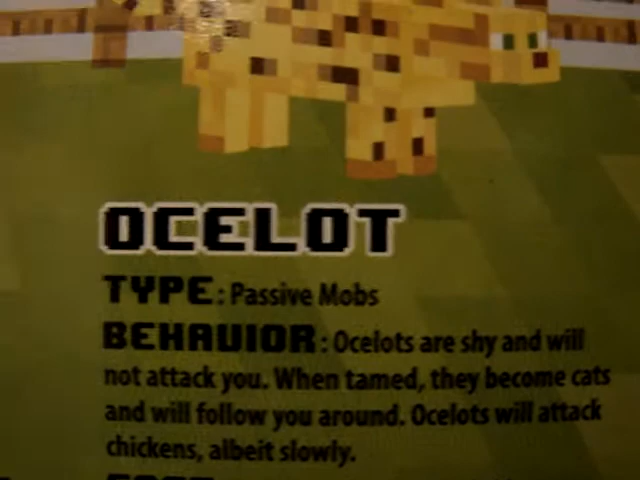 OCELOT
TYPE: Passive Mobs
BEHAVIOR: Ocelots are shy and will
not attack you. When tamed, they become cats
and will follow you around. Ocelots will attack
chickens, albeit slowly.